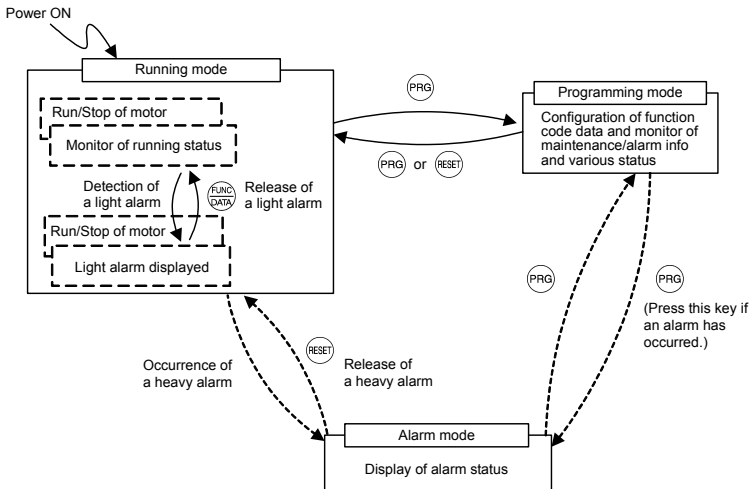 Power ON
Running mode
Run/Stop of motor
Monitor of running status
Detection of
a light alarm
FUNC
DATA
Release of
a light alarm
Run/Stop of motor
Light alarm displayed
PRG
PRG or RESET
Programming mode
Configuration of function
code data and monitor of
maintenance/alarm info
and various status
Occurrence of
a heavy alarm
RESET
Release of
a heavy alarm
PRG
PRG
(Press this key if
an alarm has
occurred.)
Alarm mode
Display of alarm status